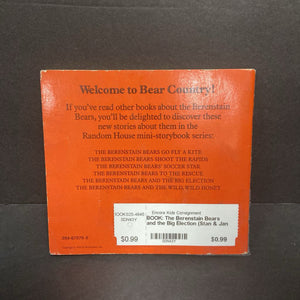 Welcome to Bear Country!
If you've read other books about the Berenstain
Bears, you'll be delighted to discover these
new stories about them in the
Random House mini-storybook series:
THE BERENSTAIN BEARS GO FLY A KITE
THE BERENSTAIN BEARS SHOOT THE RAPIDS
THE BERENSTAIN BEARS' SOCCER STAR
THE BERENSTAIN BEARS TO THE RESCUE
THE BERENSTAIN BEARS AND THE BIG ELECTION
THE BERENSTAIN BEARS AND THE WILD, WILD HONEY
$0.99
Encore Kids Consignment
BOOK: The Berenstain Bears
and the Big Election (Stan & Jan
$0.99